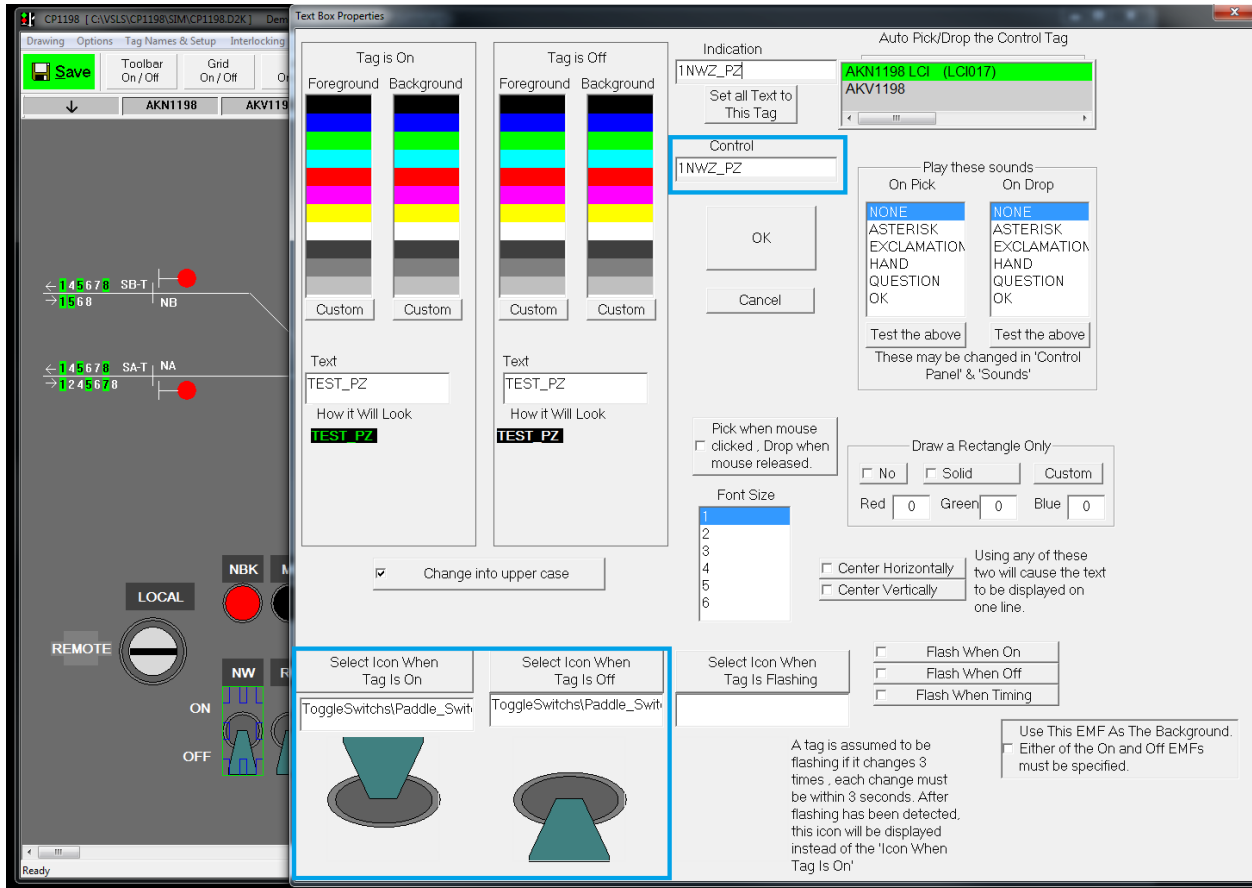 CP1198 [ C:\VSLS\CP1198\SIM\CP1198.D2K ] Dem
Drawing Options Tag Names & Setup Interlocking
Save
Toolbar
On / Off
Grid
On / Off
↓
AKN1198
AKV119
←145678 SB-T
→1568 NB
←145678 SA-T NA
→1245678
NBK
LOCAL
REMOTE
NW
R
ON
OFF
Ready
Text Box Properties
Tag is On
Foreground Background
Custom Custom
Text
TEST_PZ
How it Will Look
TEST_PZ
Tag is Off
Foreground Background
Custom Custom
Text
TEST_PZ
How it Will Look
TEST_PZ
Change into upper case
Indication
1NWZ_PZ
Set all Text to
This Tag
Control
1NWZ_PZ
OK
Cancel
Auto Pick/Drop the Control Tag
AKN1198 LCI (LCI017)
AKV1198
Play these sounds
On Pick On Drop
NONE NONE
ASTERISK ASTERISK
EXCLAMATION EXCLAMATION
HAND HAND
QUESTION QUESTION
OK OK
Test the above Test the above
These may be changed in 'Control
Panel' & 'Sounds'
Pick when mouse
clicked , Drop when
mouse released.
Font Size
1
2
3
4
5
6
Draw a Rectangle Only
No Solid Custom
Red 0 Green 0 Blue 0
Center Horizontally
Center Vertically
Using any of these
two will cause the text
to be displayed on
one line.
Select Icon When
Tag Is On
ToggleSwitchs\Paddle_Swit
Select Icon When
Tag Is Off
ToggleSwitchs\Paddle_Swit
Select Icon When
Tag Is Flashing
Flash When On
Flash When Off
Flash When Timing
A tag is assumed to be
flashing if it changes 3
times , each change must
be within 3 seconds. After
flashing has been detected,
this icon will be displayed
instead of the 'Icon When
Tag Is On'
Use This EMF As The Background.
Either of the On and Off EMFs
must be specified.